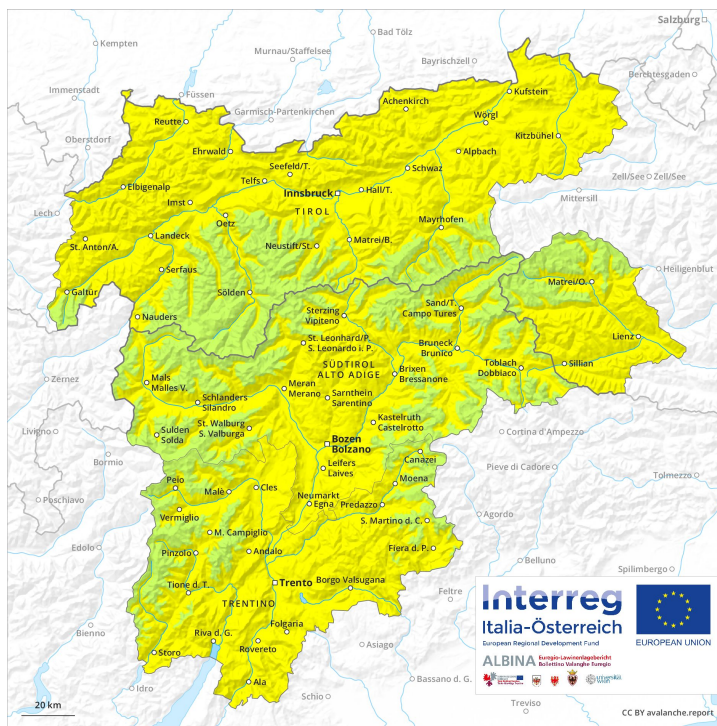 Salzburg
Kempten
Bad Tölz
Murnau/Staffelsee
Bayrischzell
Berchtesgaden
Immenstadt
Füssen
Garmisch-Partenkirchen
Achenkirch
Kufstein
Reutte
Wörgl
Oberstdorf
Ehrwald
Kitzbühel
Seefeld/T.
Alpbach
Schwaz
Zell/See
Zell/See
Telfs
Elbigenalp
Innsbruck
Hall/T.
Mittersill
Lech
Imst
TIROL
Oetz
Mayrhofen
St. Anton/A.
Landeck
Neustift/St.
Matrei/B.
Serfaus
Heiligenblut
Galtür
Sölden
Matrei/O.
Nauders
Sterzing
Vipiteno
Sand/T.
Campo Tures
Lienz
St. Leonhard/P.
S. Leonardo i. P.
Bruneck
Brunico
Toblach
Dobbiaco
Sillian
SÜDTIROL
ALTO ADIGE
Brixen
Bressanone
Zernez
Mals
Malles V.
Meran
Merano
Schlanders
Silandro
Sarnthein
Sarentino
St. Walburg
S. Valburga
Kastelruth
Castelrotto
Livigno
Sulden
Solda
Cortina d'Ampezzo
Bozen
Bolzano
Bormio
Canazei
Leifers
Laives
Pieve di Cadore
Tolmezzo
Peio
Malè
Cles
Moena
Poschiavo
Neumarkt
Egna
Predazzo
Vermiglio
Agordo
S. Martino d. C.
M. Campiglio
Edolo
Pinzolo
Andalo
Fiera d. P.
Belluno
Spilimbergo
Tione d. T.
Trento
Borgo Valsugana
Feltre
TRENTINO
Folgaria
Bienno
Riva d. G.
Rovereto
Asiago
Storo
Bassano d. G.
Ala
Idro
Schio
Treviso
Interreg
Italia-Österreich
European Regional Development Fund
EUROPEAN UNION
ALBINA
Euregio-Lawinenlagebericht
Bollettino Valanghe Euregio
universität
wien
20 km
CC BY avalanche.report